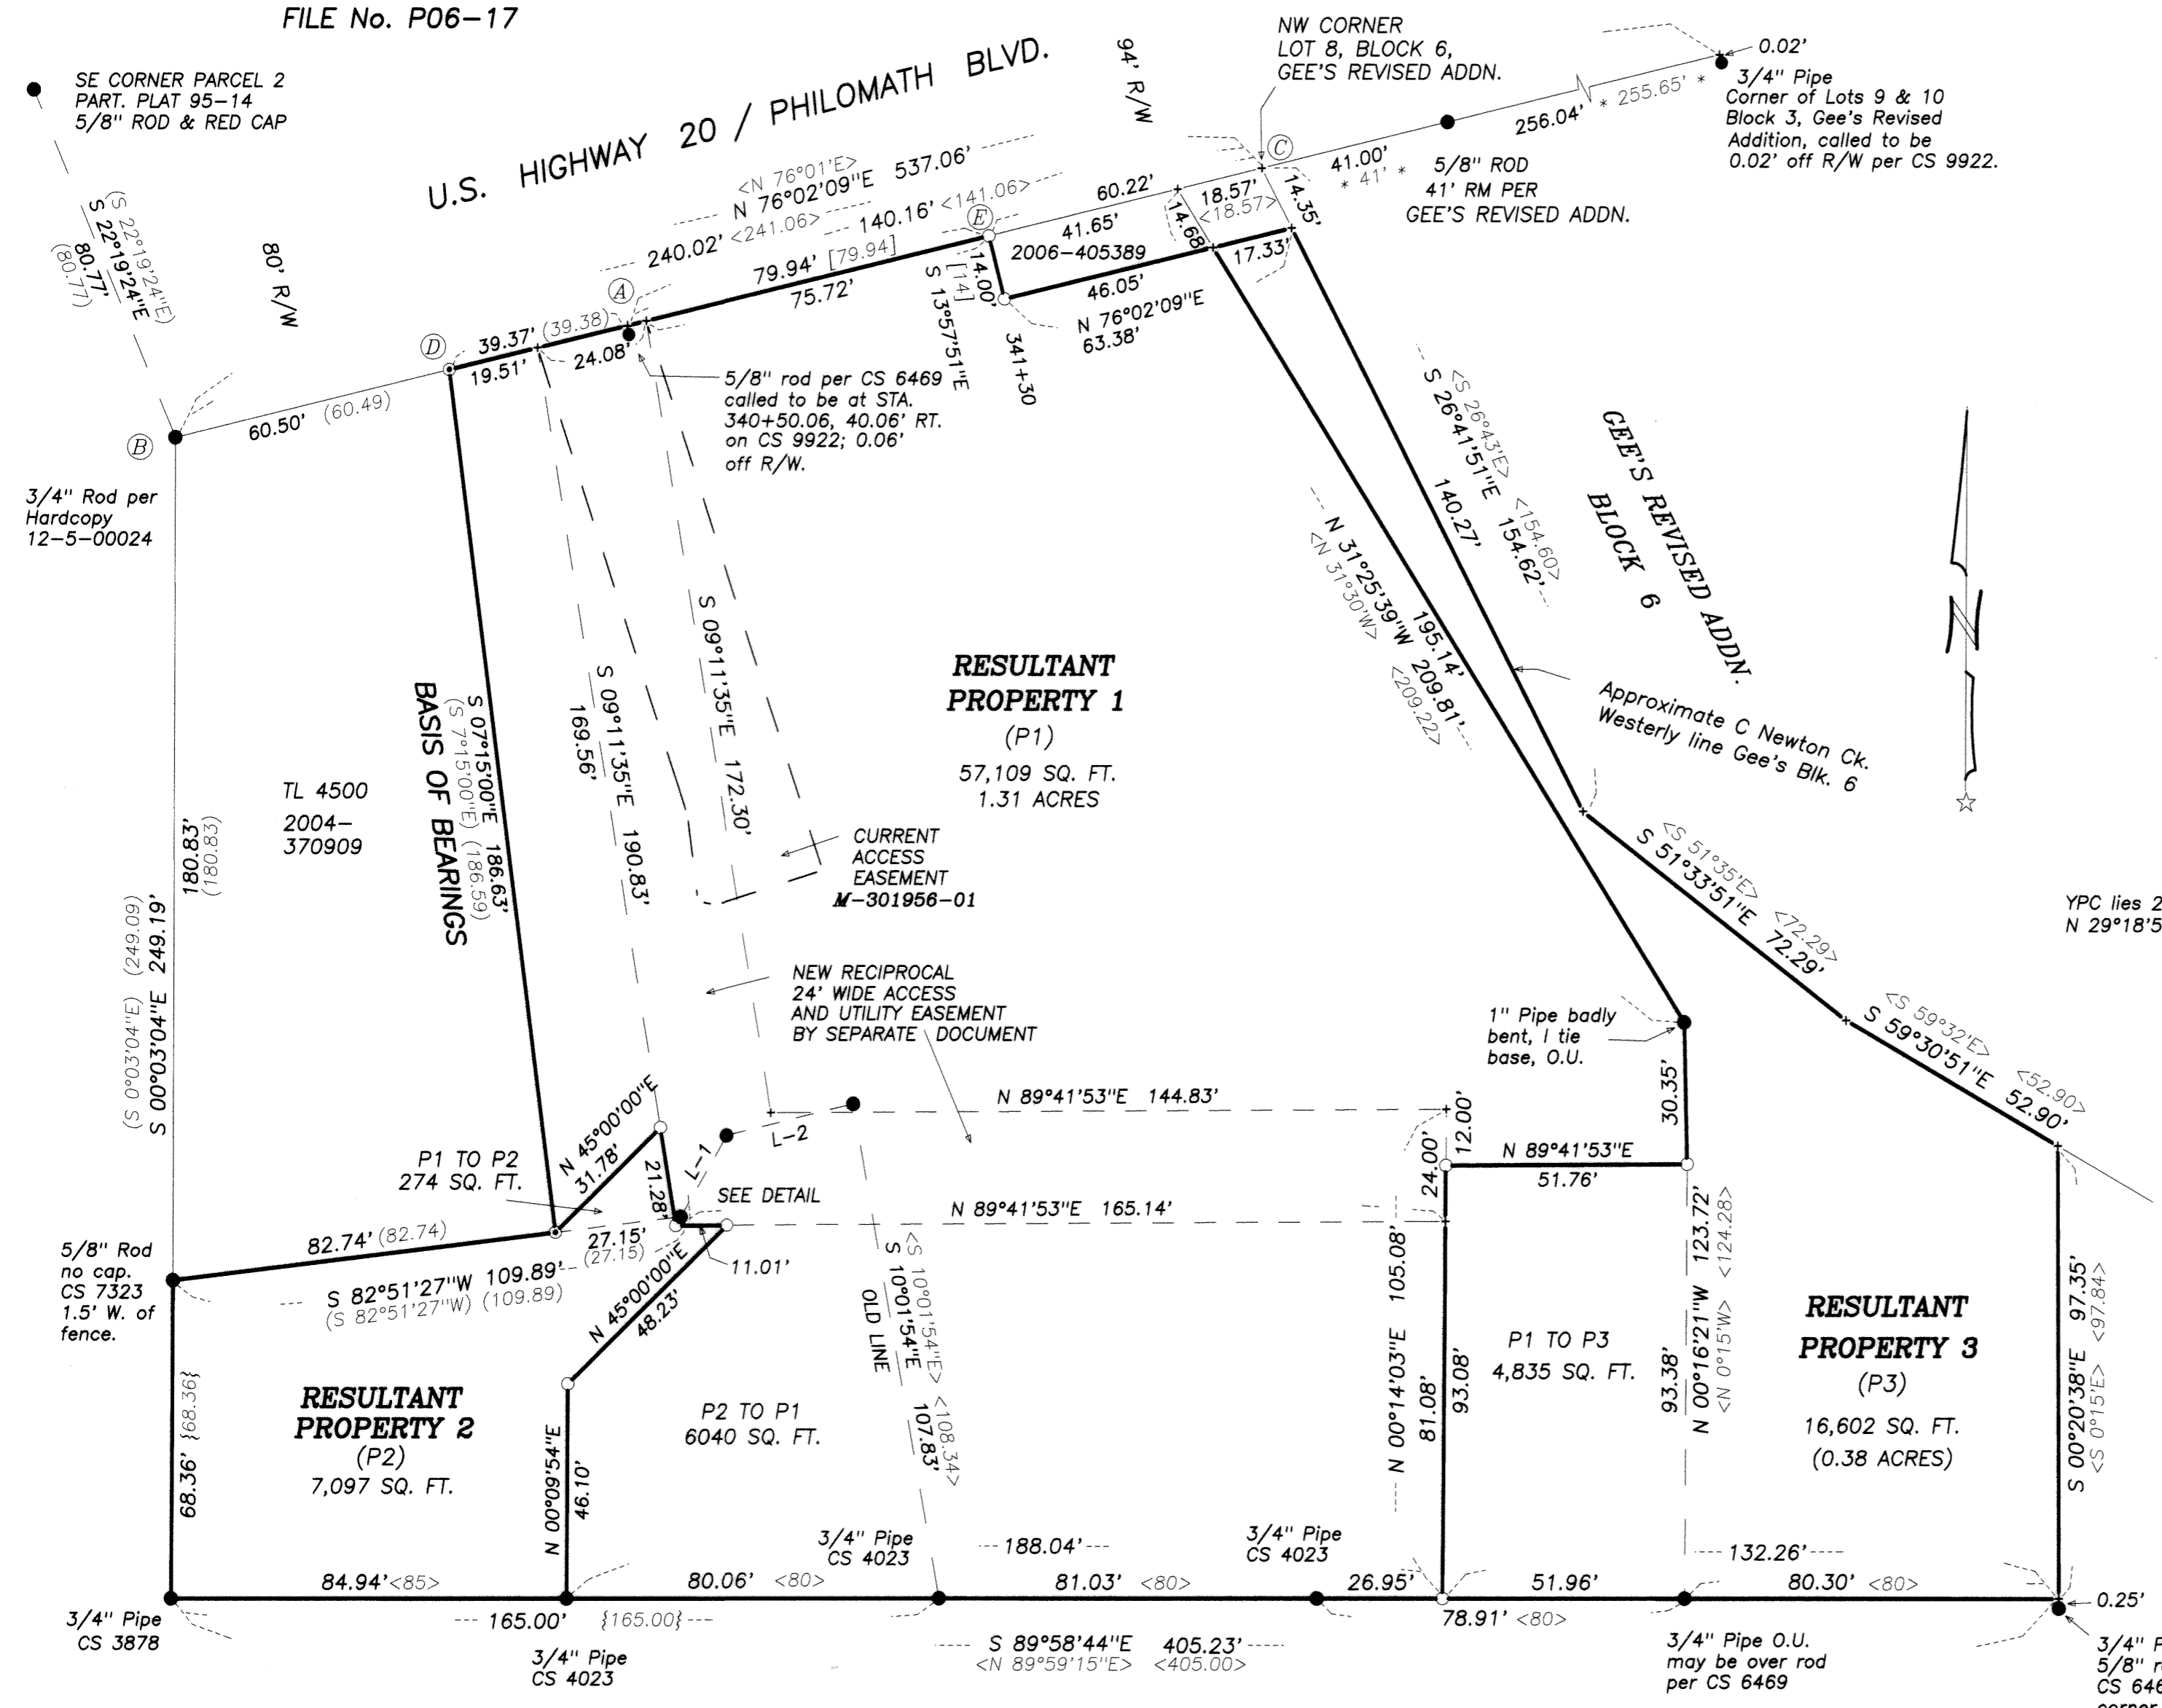 FILE No. P06-17
SE CORNER PARCEL 2
PART. PLAT 95-14
5/8" ROD & RED CAP
U.S. HIGHWAY 20 / PHILOMATH BLVD.
94' R/W
NW CORNER
LOT 8, BLOCK 6,
GEE'S REVISED ADDN.
0.02'
3/4" Pipe
Corner of Lots 9 & 10
Block 3, Gee's Revised
Addition, called to be
0.02' off R/W per CS 9922.
256.04' * 255.65' *
41.00'
* 41' *
5/8" ROD
41' RM PER
GEE'S REVISED ADDN.
(S 22°19'24"E)
S 22°19'24"E
80.77'
(80.77)
80' R/W
<N 76°01'E>
N 76°02'09"E 537.06'
240.02' <241.06> --- 140.16' <141.06>
A
B
C
D
E
60.22'
18.57'
<18.57>
14.35'
14.68'
17.33'
41.65'
2006-405389
79.94' [79.94]
75.72'
14.00'
[14]
S 13°57'51"E
46.05'
N 76°02'09"E
63.38'
341+30
39.37' (39.38)
19.51'
24.08'
60.50' (60.49)
5/8" rod per CS 6469
called to be at STA.
340+50.06, 40.06' RT.
on CS 9922; 0.06'
off R/W.
3/4" Rod per
Hardcopy
12-5-00024
<S 26°43'E> <154.60>
S 26°41'51"E 154.62'
140.27'
GEE'S REVISED ADDN.
BLOCK 6
N 31°25'39"W 209.81'
<N 31°30'W> <209.22>
195.14'
Approximate C Newton Ck.
Westerly line Gee's Blk. 6
N
RESULTANT
PROPERTY 1
(P1)
57,109 SQ. FT.
1.31 ACRES
S 09°11'35"E 172.30'
S 09°11'35"E 190.83'
169.56'
S 07°15'00"E 186.63'
(S 7°15'00"E) (186.59)
BASIS OF BEARINGS
TL 4500
2004-
370909
180.83'
(180.83)
(S 0°03'04"E) (249.09)
S 00°03'04"E 249.19'
CURRENT
ACCESS
EASEMENT
M-301956-01
<S 51°35'E> <72.29>
S 51°33'51"E 72.29'
<S 59°32'E> <52.90>
S 59°30'51"E 52.90'
YPC lies 2
N 29°18'5
NEW RECIPROCAL
24' WIDE ACCESS
AND UTILITY EASEMENT
BY SEPARATE DOCUMENT
1" Pipe badly
bent, I tie
base, O.U.
30.35'
N 89°41'53"E 144.83'
12.00'
24.00'
N 89°41'53"E
51.76'
P1 TO P2
274 SQ. FT.
N 45°00'00"E
31.78'
21.28'
L-1
L-2
SEE DETAIL
N 89°41'53"E 165.14'
27.15'
(27.15)
11.01'
82.74' (82.74)
S 82°51'27"W 109.89'
(S 82°51'27"W) (109.89)
N 45°00'00"E
48.23'
5/8" Rod
no cap.
CS 7323
1.5' W. of
fence.
<S 10°01'54"E> <108.34>
S 10°01'54"E 107.83'
OLD LINE
N 00°14'03"E 105.08'
81.08'
93.08'
P1 TO P3
4,835 SQ. FT.
93.38'
N 00°16'21"W 123.72'
<N 0°15'W> <124.28>
RESULTANT
PROPERTY 3
(P3)
16,602 SQ. FT.
(0.38 ACRES)
S 00°20'38"E 97.35'
<S 0°15'E> <97.84>
68.36' {68.36}
RESULTANT
PROPERTY 2
(P2)
7,097 SQ. FT.
N 00°09'54"E
46.10'
P2 TO P1
6040 SQ. FT.
3/4" Pipe
CS 4023
188.04'
3/4" Pipe
CS 4023
132.26'
84.94' <85>
80.06' <80>
81.03' <80>
26.95'
51.96'
80.30' <80>
0.25'
3/4" Pipe
CS 3878
165.00' {165.00}
3/4" Pipe
CS 4023
78.91' <80>
S 89°58'44"E 405.23'
<N 89°59'15"E> <405.00>
3/4" Pipe O.U.
may be over rod
per CS 6469
3/4" P
5/8" r
CS 646